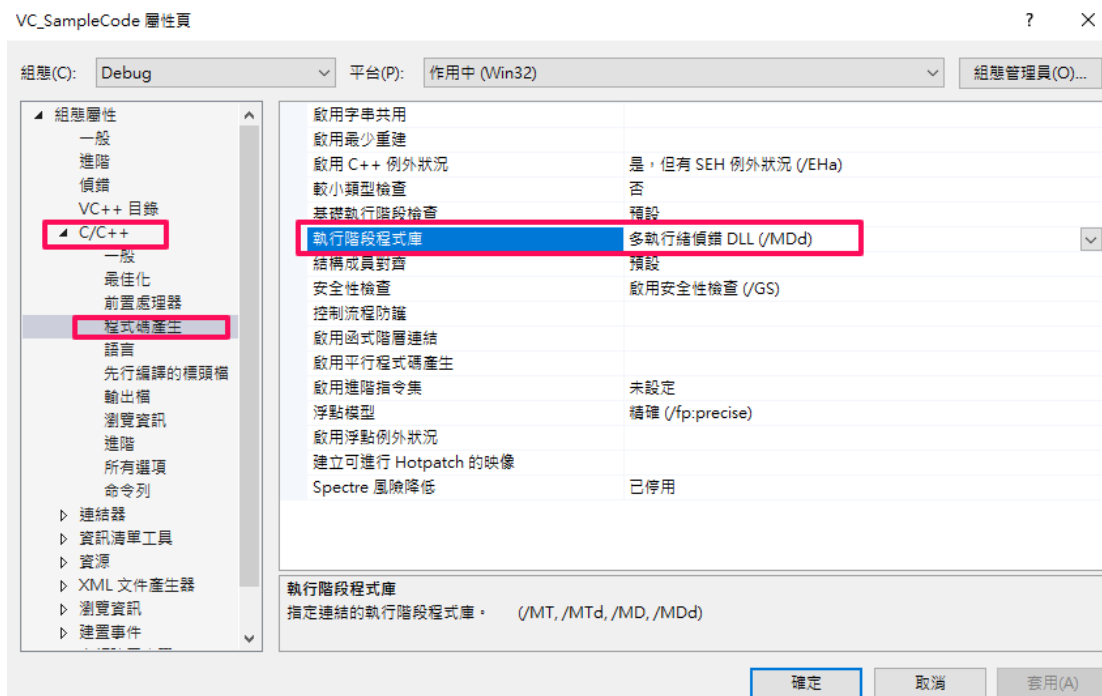 VC_SampleCode 屬性頁
? ×
組態(C): Debug 平台(P): 作用中 (Win32) 組態管理員(O)...
組態屬性
一般
進階
偵錯
VC++ 目錄
C/C++
一般
最佳化
前置處理器
程式碼產生
語言
先行編譯的標頭檔
輸出檔
瀏覽資訊
進階
所有選項
命令列
連結器
資訊清單工具
資源
XML 文件產生器
瀏覽資訊
建置事件
啟用字串共用
啟用最少重建
啟用 C++ 例外狀況 是，但有 SEH 例外狀況 (/EHa)
較小類型檢查 否
基礎執行階段檢查 預設
執行階段程式庫 多執行緒偵錯 DLL (/MDd)
結構成員對齊 預設
安全性檢查 啟用安全性檢查 (/GS)
控制流程防護
啟用函式階層連結
啟用平行程式碼產生
啟用進階指令集 未設定
浮點模型 精確 (/fp:precise)
啟用浮點例外狀況
建立可進行 Hotpatch 的映像
Spectre 風險降低 已停用
執行階段程式庫
指定連結的執行階段程式庫。 (/MT, /MTd, /MD, /MDd)
確定 取消 套用(A)